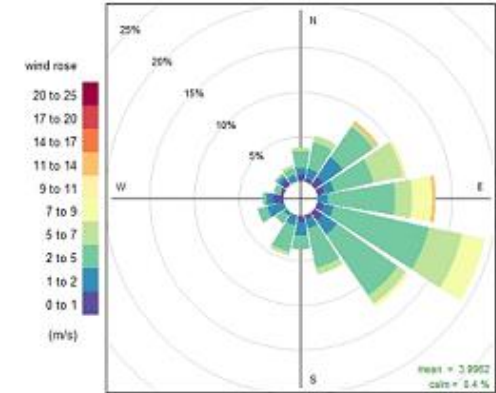 N
25%
20%
15%
10%
5%
W
E
S
wind rose
20 to 25
17 to 20
14 to 17
11 to 14
9 to 11
7 to 9
5 to 7
2 to 5
1 to 2
0 to 1
(m/s)
mean = 3.9962
calm = 0.4 %